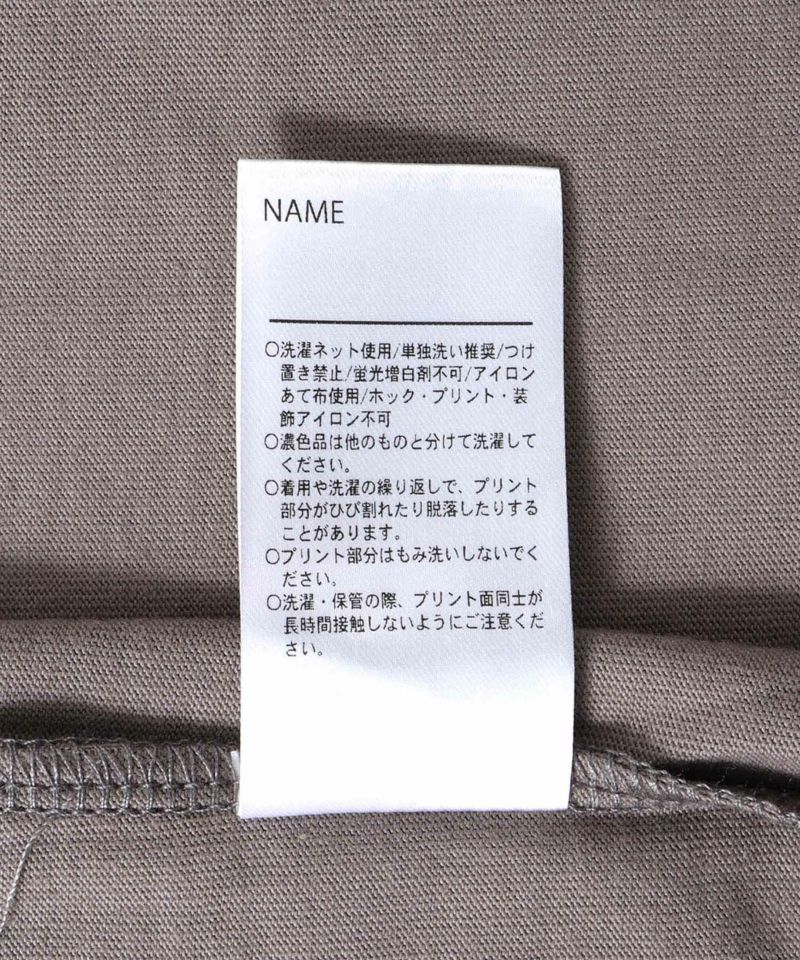 NAME
○洗濯ネット使用/単独洗い推奨/つけ
置き禁止/蛍光増白剤不可/アイロン
あて布使用/ホック・プリント・装
飾アイロン不可
○濃色品は他のものと分けて洗濯して
ください。
○着用や洗濯の繰り返しで、プリント
部分がひび割れたり脱落したりする
ことがあります。
○プリント部分はもみ洗いしないでく
ださい。
○洗濯・保管の際、プリント面同士が
長時間接触しないようにご注意くだ
さい。